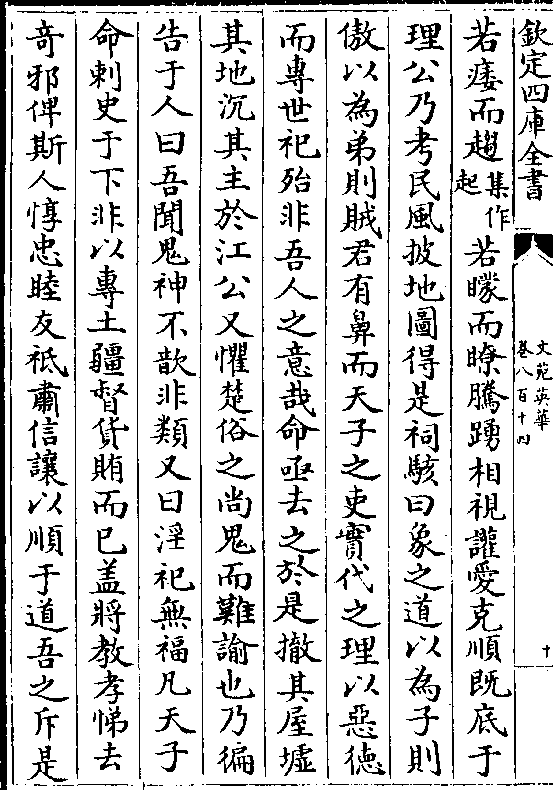 欽定四庫全書
文苑英華
卷八百十四
十
若痿而趨集作起若矇而瞭騰踴相視讙愛克順既底于
理公乃考民風披地圖得是祠駭曰象之道以為子則
傲以為弟則賊君有鼻而天子之吏實代之理以惡德
而專世祀殆非吾人之意哉命亟去之於是撤其屋墟
其地沉其主於江公又懼楚俗之尚鬼而難諭也乃徧
告于人曰吾聞鬼神不歆非類又曰淫祀無福凡天子
命刺史于下非以專土疆督貨賄而已盖將教孝悌去
竒邪俾斯人惇忠睦友祗肅信讓以順于道吾之斥是